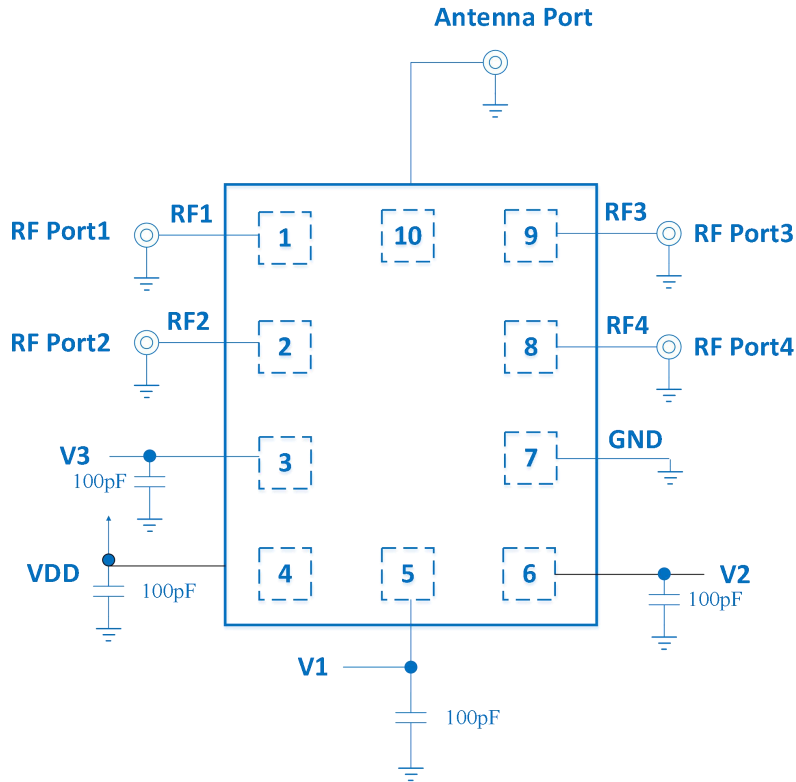 Antenna Port
RF1
RF3
RF Port1
1
10
9
RF Port3
RF2
RF4
RF Port2
2
8
RF Port4
GND
V3
3
7
100pF
VDD
100pF
4
5
6
V2
100pF
V1
100pF